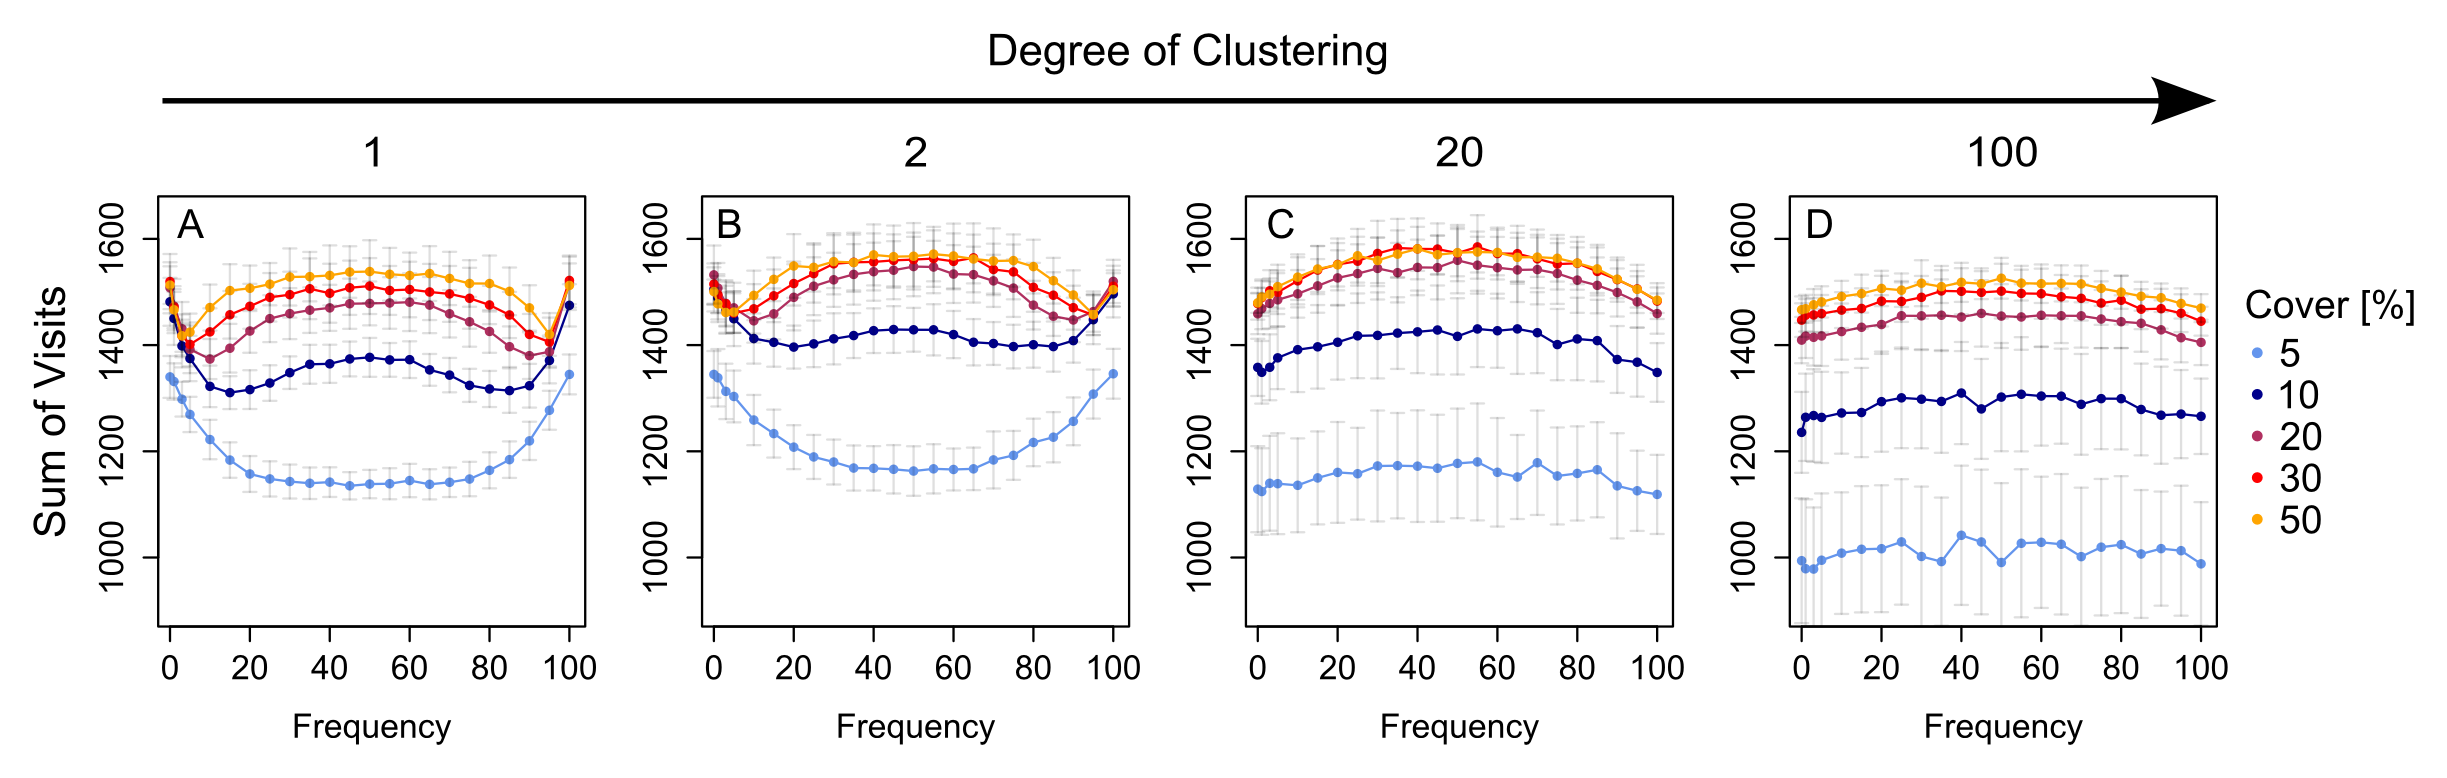 Degree of Clustering
1 2 20 100
A B C D
Sum of Visits
1600 1400 1200 1000
1600 1400 1200 1000
1600 1400 1200 1000
1600 1400 1200 1000
0 20 40 60 80 100
0 20 40 60 80 100
0 20 40 60 80 100
0 20 40 60 80 100
Frequency Frequency Frequency Frequency
Cover [%]
5
10
20
30
50